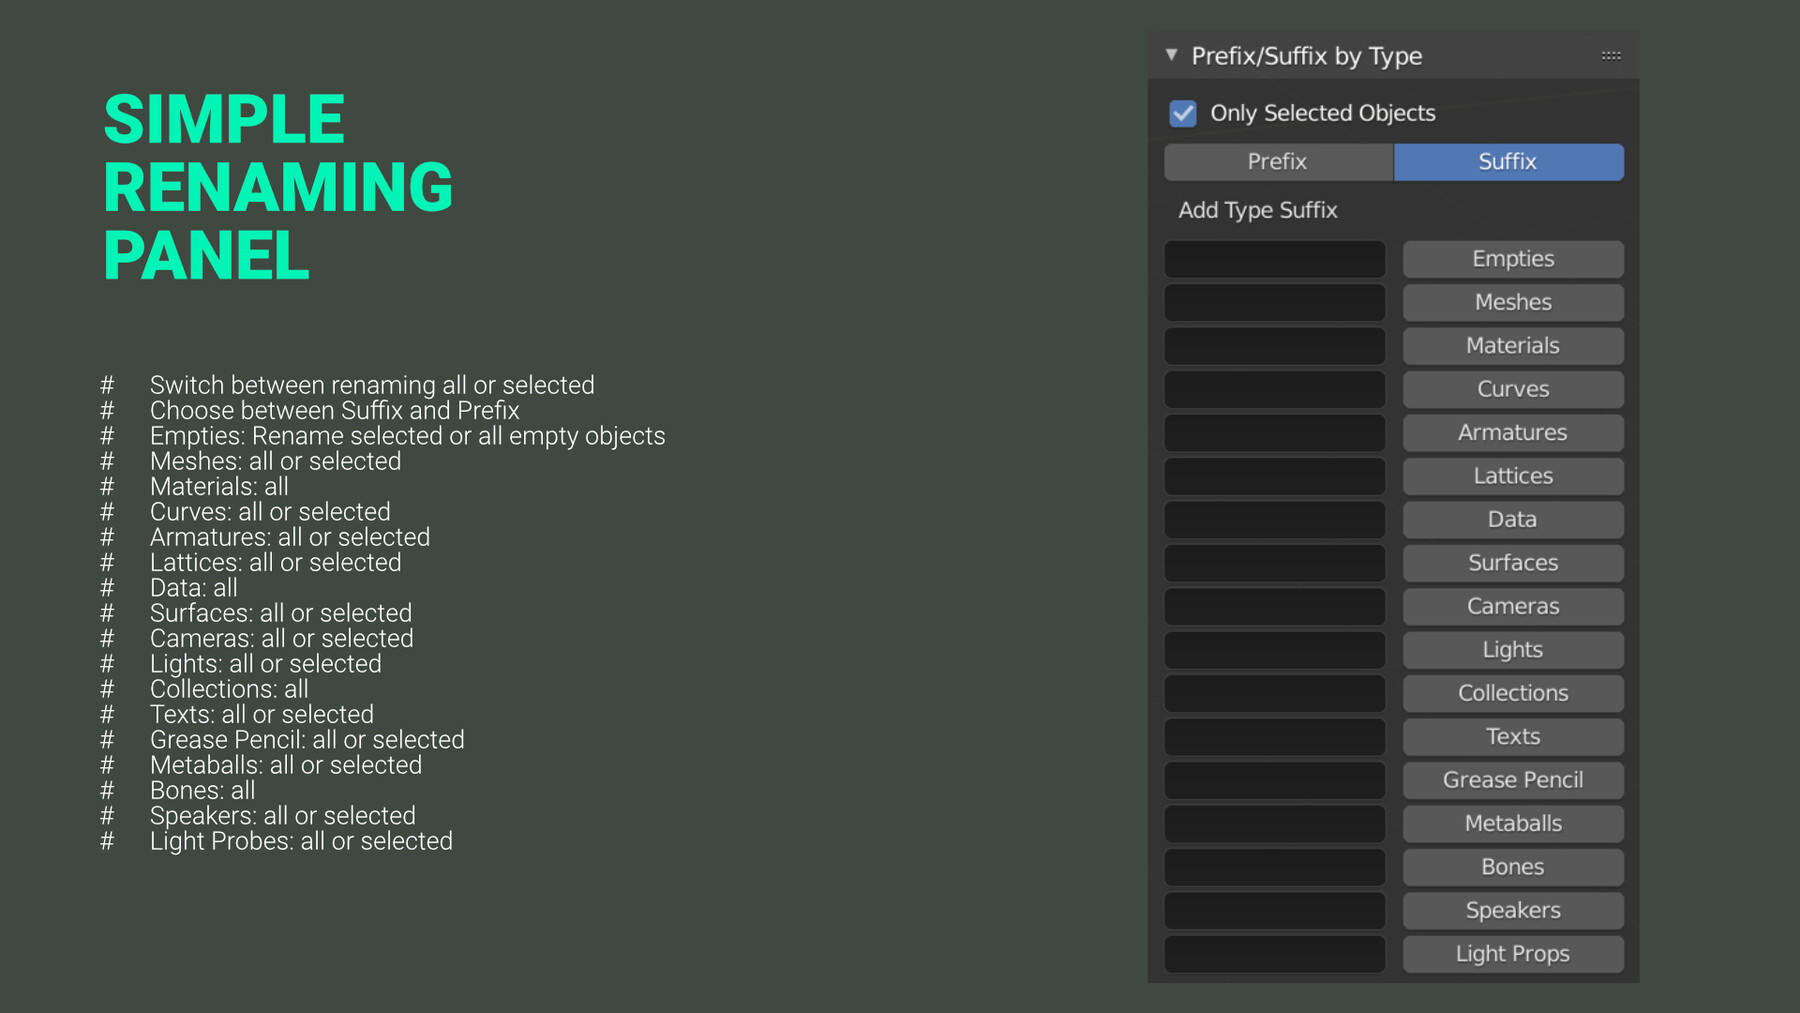 SIMPLE
RENAMING
PANEL
# Switch between renaming all or selected
# Choose between Suffix and Prefix
# Empties: Rename selected or all empty objects
# Meshes: all or selected
# Materials: all
# Curves: all or selected
# Armatures: all or selected
# Lattices: all or selected
# Data: all
# Surfaces: all or selected
# Cameras: all or selected
# Lights: all or selected
# Collections: all
# Texts: all or selected
# Grease Pencil: all or selected
# Metaballs: all or selected
# Bones: all
# Speakers: all or selected
# Light Probes: all or selected
Prefix/Suffix by Type
Only Selected Objects
Prefix Suffix
Add Type Suffix
Empties
Meshes
Materials
Curves
Armatures
Lattices
Data
Surfaces
Cameras
Lights
Collections
Texts
Grease Pencil
Metaballs
Bones
Speakers
Light Props